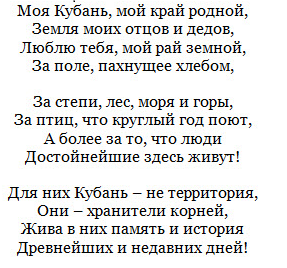 Моя Кубань, мой край родной,
Земля моих отцов и дедов,
Люблю тебя, мой рай земной,
За поле, пахнущее хлебом,

За степи, лес, моря и горы,
За птиц, что круглый год поют,
А более за то, что люди
Достойнейшие здесь живут!

Для них Кубань – не территория,
Они – хранители корней,
Жива в них память и история
Древнейших и недавних дней!